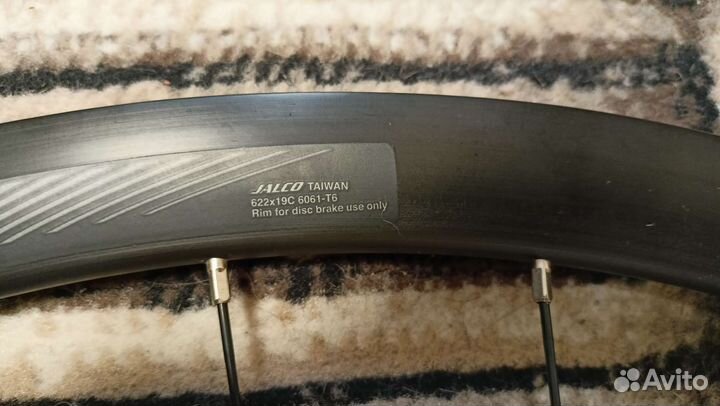 JALCO TAIWAN
622x19C 6061-T6
Rim for disc brake use only
Avito